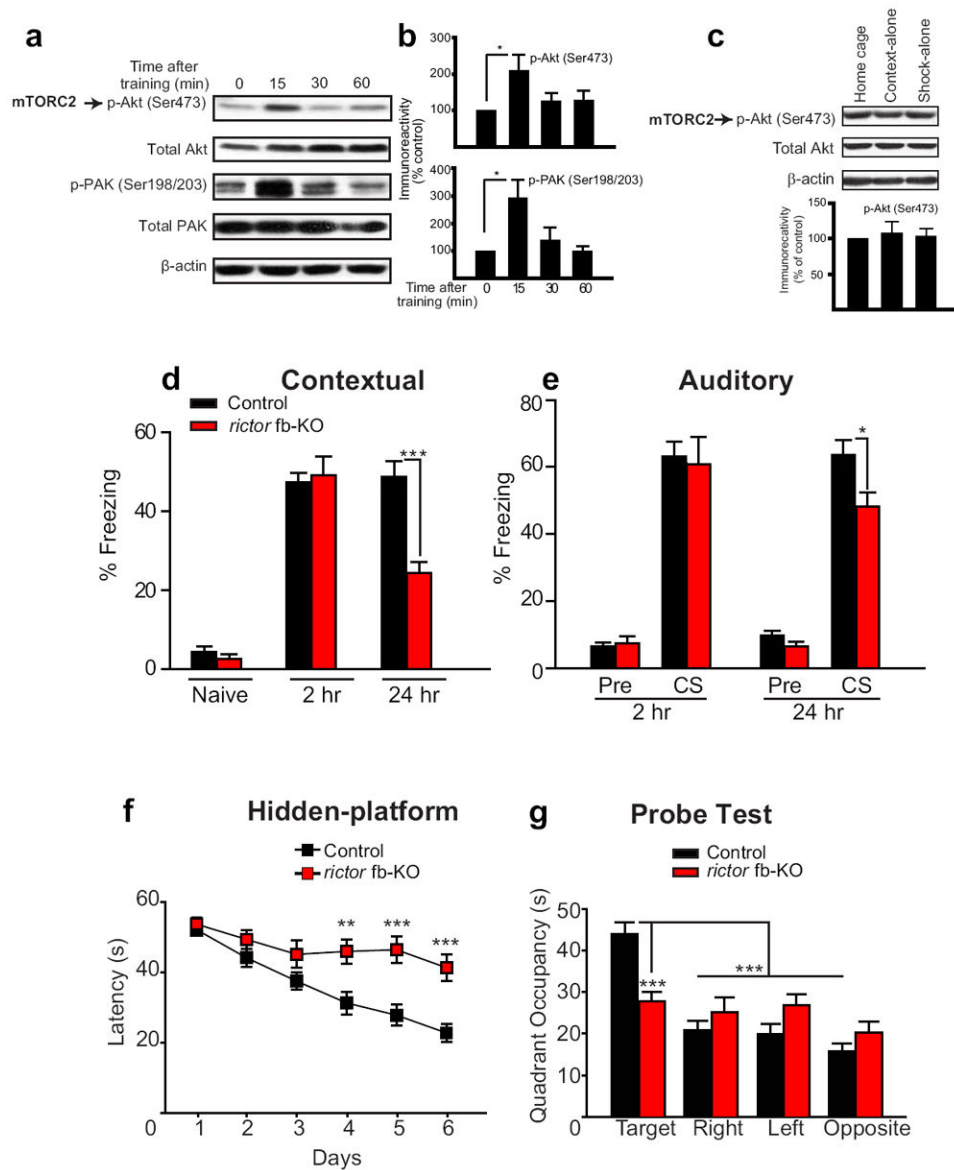 a
Time after
training (min)
0 15 30 60
mTORC2 → p-Akt (Ser473)
Total Akt
p-PAK (Ser198/203)
Total PAK
β-actin
b
Immunoreactivity
(% control)
300
200
100
*
p-Akt (Ser473)
400
300
200
100
*
p-PAK (Ser198/203)
Time after
training (min)
0 15 30 60
c
Home cage
Context-alone
Shock-alone
mTORC2→ p-Akt (Ser473)
Total Akt
β-actin
p-Akt (Ser473)
Immunorecativity
(% of control)
150
100
50
d
Contextual
Control
rictor fb-KO
% Freezing
60
40
20
0
***
Naive 2 hr 24 hr
e
Auditory
% Freezing
80
60
40
20
0
*
Pre CS Pre CS
2 hr 24 hr
f
Hidden-platform
Control
rictor fb-KO
Latency (s)
60
40
20
0
** *** ***
1 2 3 4 5 6
Days
g
Probe Test
Control
rictor fb-KO
Quadrant Occupancy (s)
50
40
30
20
10
0
***
***
Target Right Left Opposite